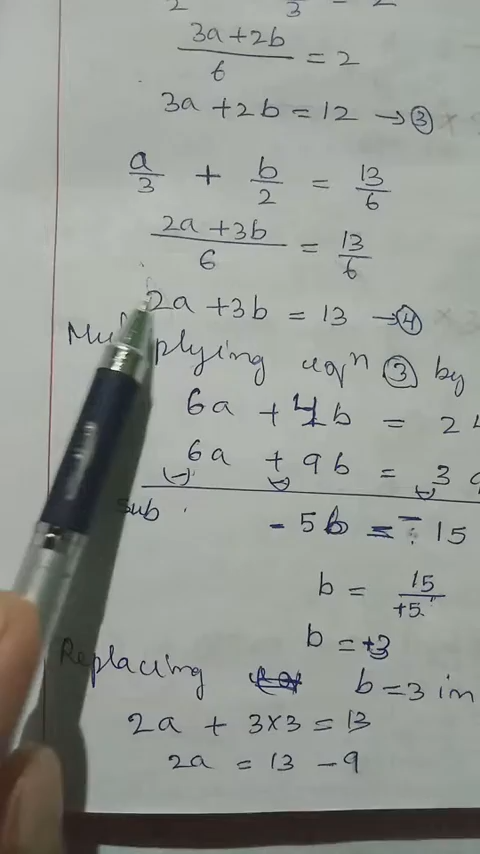 3a+2b/6 = 2
3a+2b = 12 → ③
a/3 + b/2 = 13/6
2a+3b/6 = 13/6
2a+3b = 13 → ④
Multiplying eqⁿ ③ by
6a + 4b = 2
6a + 9b = 3
(-) (-) (-)
sub
- 5b = - 15
b = 15/+5
b = +3
Replacing b=3 in
2a + 3×3 = 13
2a = 13 - 9